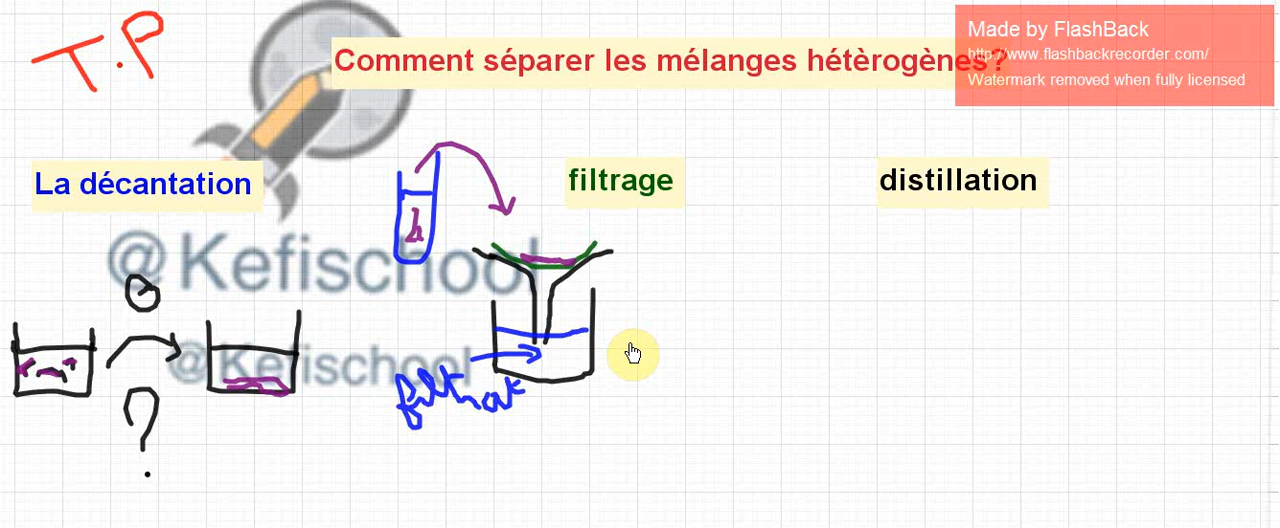 T.P
Comment séparer les mélanges hétèrogènes?
Made by FlashBack
http://www.flashbackrecorder.com/
Watermark removed when fully licensed
La décantation
filtrage
distillation
@Kefischool
@Kefischool
?
filtrat